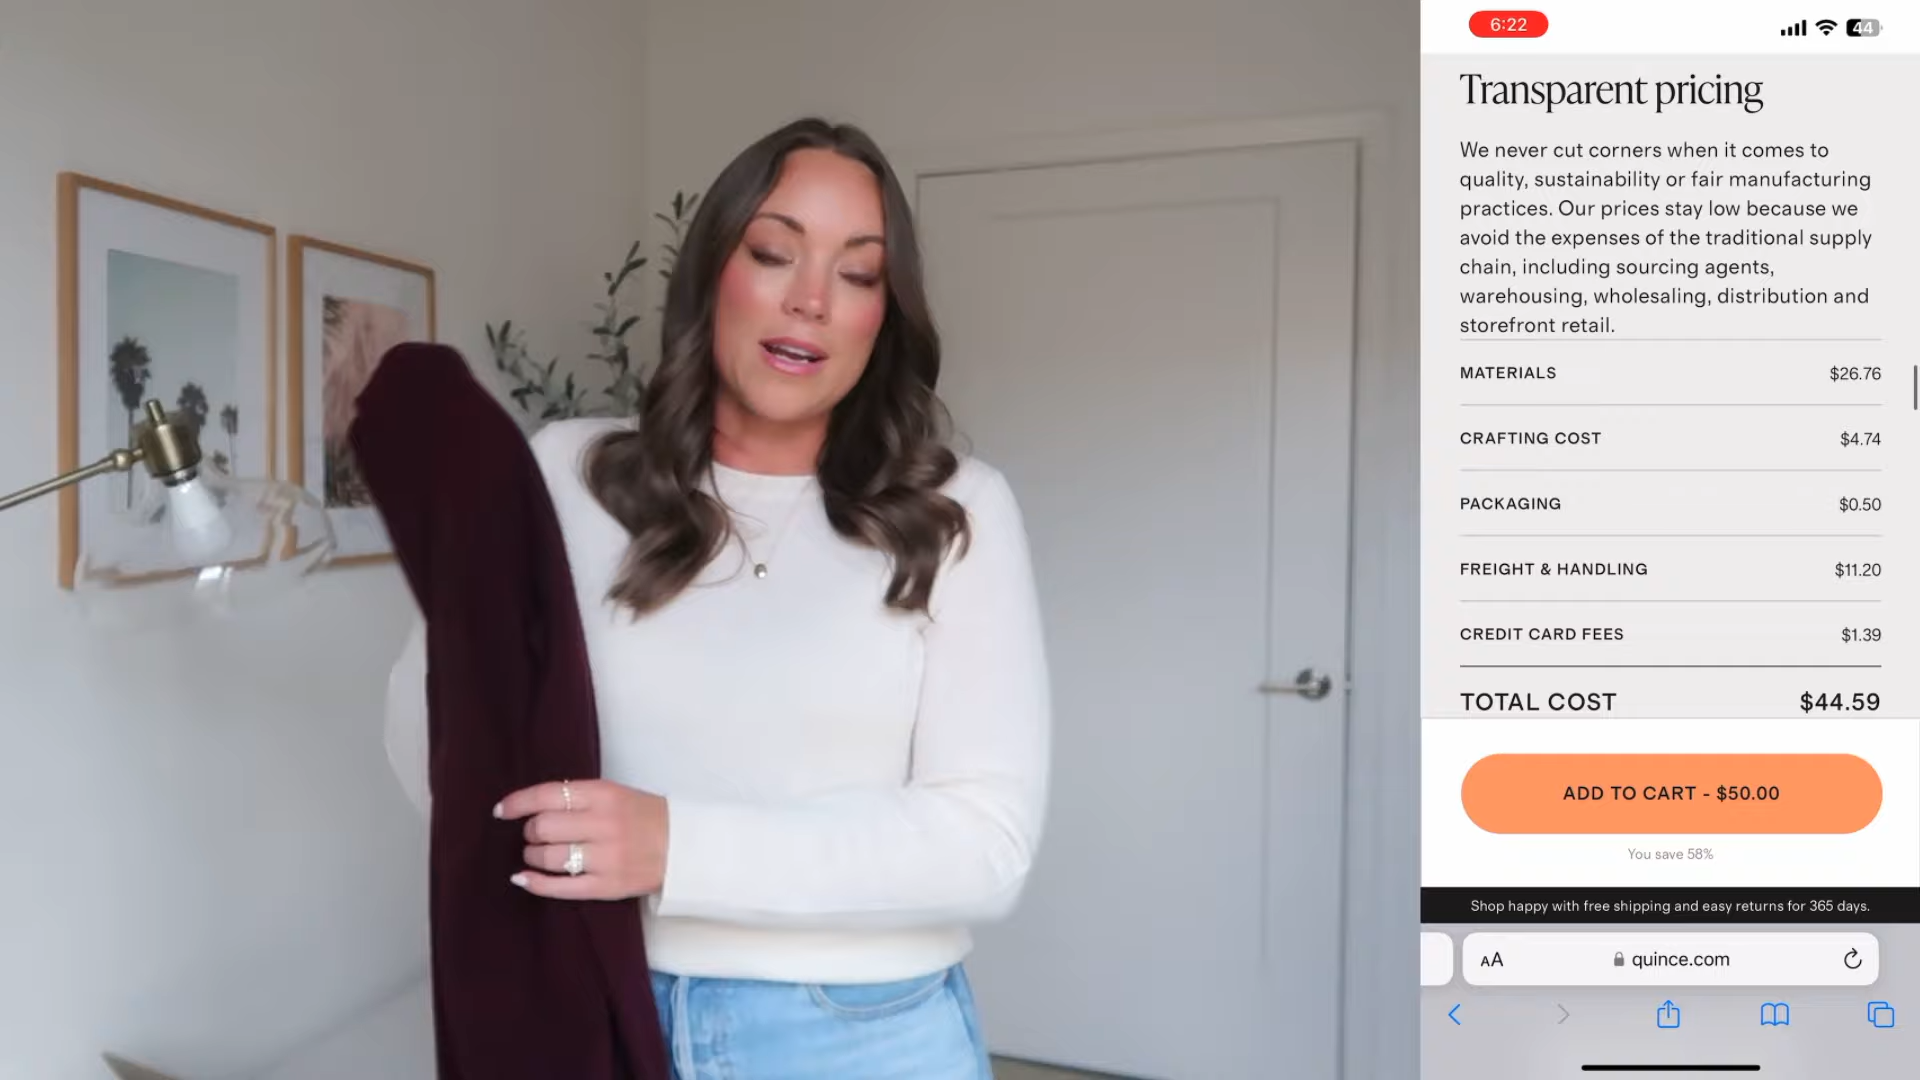 6:22
44
Transparent pricing
We never cut corners when it comes to
quality, sustainability or fair manufacturing
practices. Our prices stay low because we
avoid the expenses of the traditional supply
chain, including sourcing agents,
warehousing, wholesaling, distribution and
storefront retail.
MATERIALS $26.76
CRAFTING COST $4.74
PACKAGING $0.50
FREIGHT & HANDLING $11.20
CREDIT CARD FEES $1.39
TOTAL COST $44.59
ADD TO CART - $50.00
You save 58%
Shop happy with free shipping and easy returns for 365 days.
AA quince.com